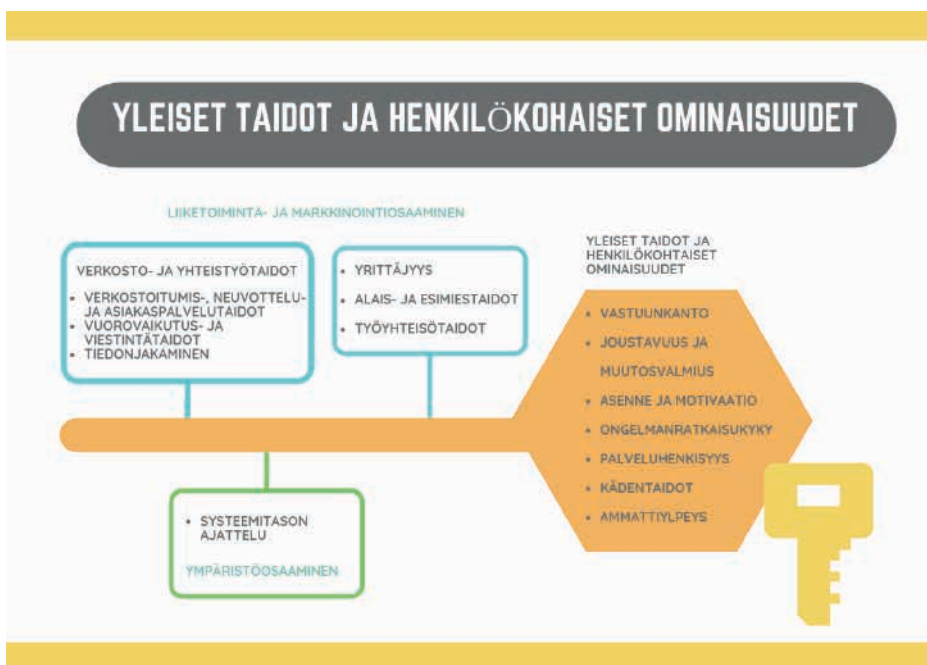 YLEISET TAIDOT JA HENKILÖKOHAISET OMINAISUUDET
LIIKETOIMINTA- JA MARKKINOINTIOSAAMINEN
VERKOSTO- JA YHTEISTYÖTAIDOT
• VERKOSTOITUMIS-, NEUVOTTELU-
JA ASIAKASPALVELUTAIDOT
• VUOROVAIKUTUS- JA
VIESTINTÄTAIDOT
• TIEDONJAKAMINEN
• YRITTÄJYYS
• ALAIS- JA ESIMIESTAIDOT
• TYÖYHTEISÖTAIDOT
YLEISET TAIDOT JA
HENKILÖKOHTAISET
OMINAISUUDET
• VASTUUNKANTO
• JOUSTAVUUS JA
MUUTOSVALMIUS
• ASENNE JA MOTIVAATIO
• ONGELMANRATKAISUKYKY
• PALVELUHENKISYYS
• KÄDENTAIDOT
• AMMATTIYLPEYS
• SYSTEEMITASON
AJATTELU
YMPÄRISTÖOSAAMINEN